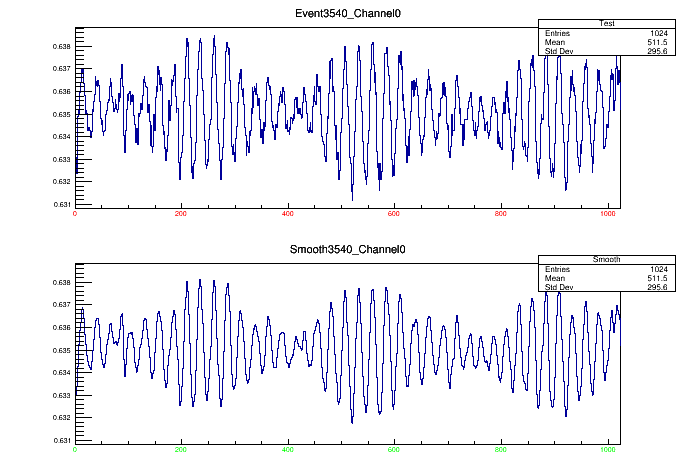 Event3540_Channel0
Test
Entries 1024
Mean 511.5
Std Dev 295.6
0.638
0.637
0.636
0.635
0.634
0.633
0.632
0.631
0 200 400 600 800 1000
Smooth3540_Channel0
Smooth
Entries 1024
Mean 511.5
Std Dev 295.6
0.638
0.637
0.636
0.635
0.634
0.633
0.632
0.631
0 200 400 600 800 1000